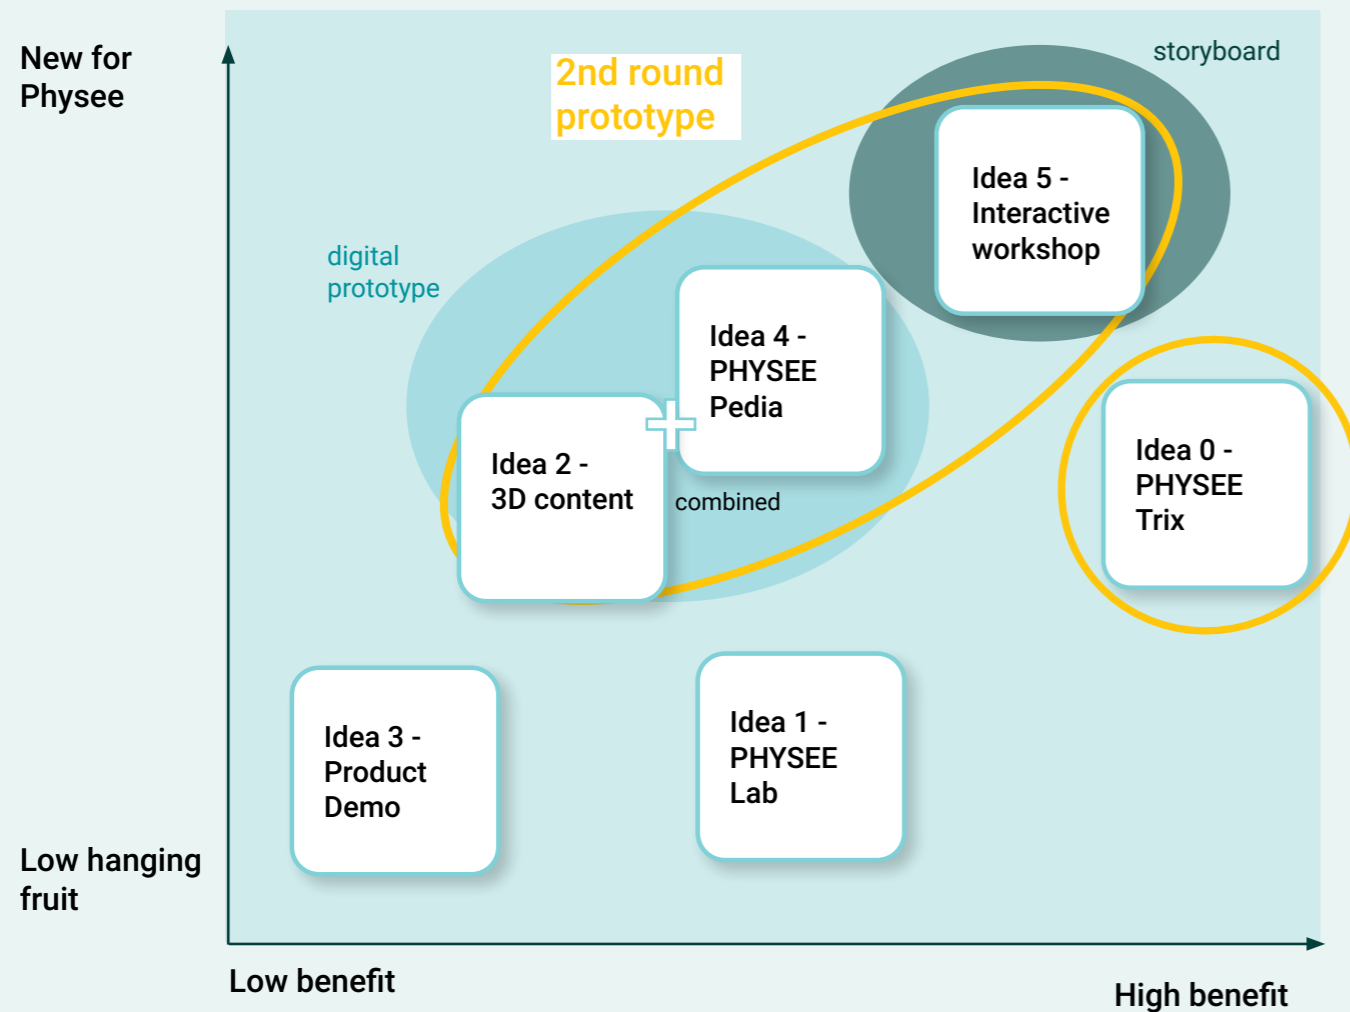 New for
Physee
2nd round
prototype
storyboard
Idea 5 -
Interactive
workshop
digital
prototype
Idea 4 -
PHYSEE
Pedia
Idea 2 -
3D content
combined
Idea 0 -
PHYSEE
Trix
Idea 3 -
Product
Demo
Idea 1 -
PHYSEE
Lab
Low hanging
fruit
Low benefit
High benefit